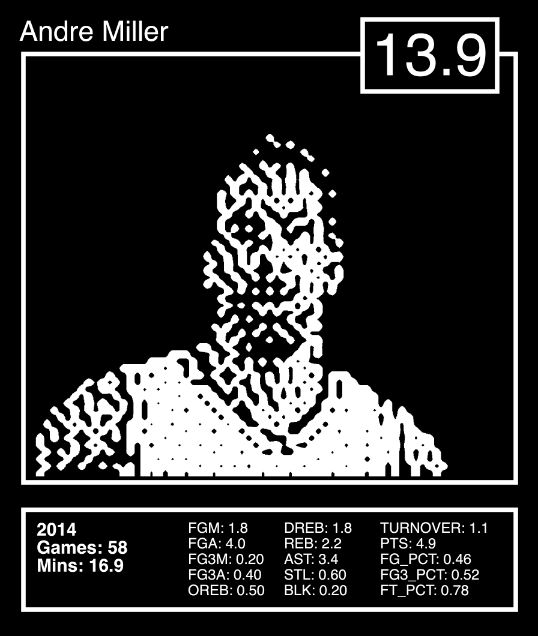 Andre Miller
13.9
2014
Games: 58
Mins: 16.9
FGM: 1.8
FGA: 4.0
FG3M: 0.20
FG3A: 0.40
OREB: 0.50
DREB: 1.8
REB: 2.2
AST: 3.4
STL: 0.60
BLK: 0.20
TURNOVER: 1.1
PTS: 4.9
FG_PCT: 0.46
FG3_PCT: 0.52
FT_PCT: 0.78